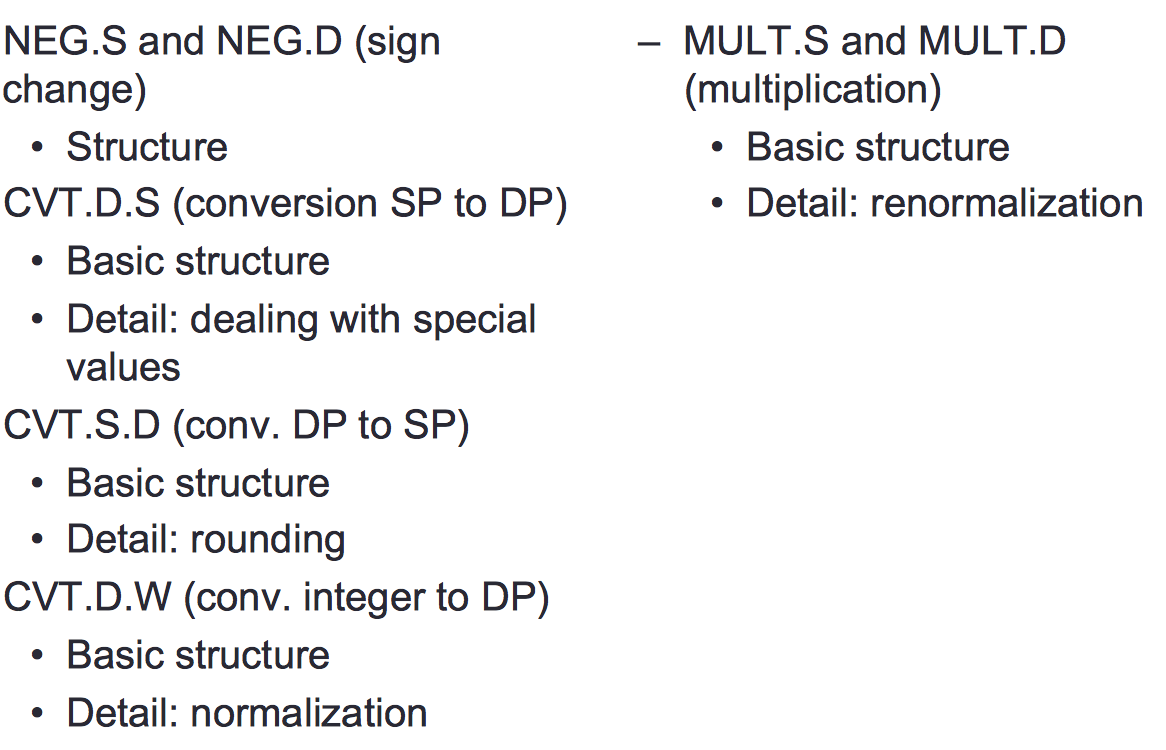 NEG.S and NEG.D (sign
change)
• Structure
CVT.D.S (conversion SP to DP)
• Basic structure
• Detail: dealing with special
values
CVT.S.D (conv. DP to SP)
• Basic structure
• Detail: rounding
CVT.D.W (conv. integer to DP)
• Basic structure
• Detail: normalization
– MULT.S and MULT.D
(multiplication)
• Basic structure
• Detail: renormalization